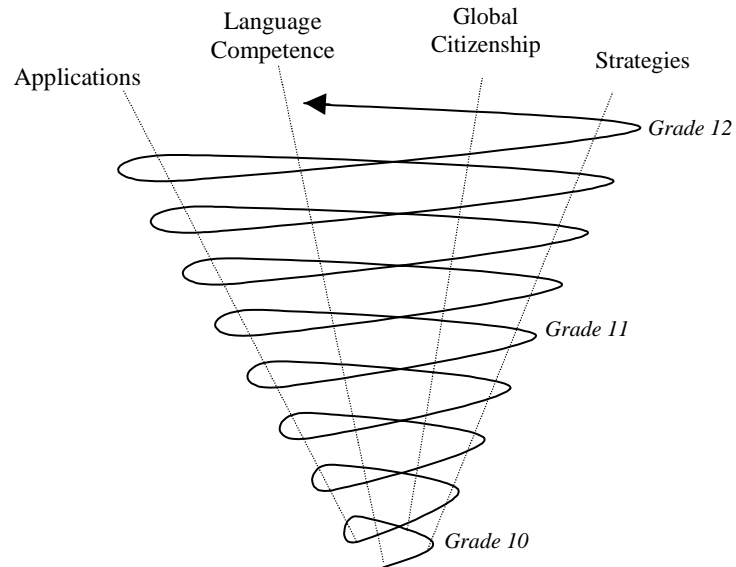 Language
Competence
Global
Citizenship
Applications
Strategies
Grade 12
Grade 11
Grade 10